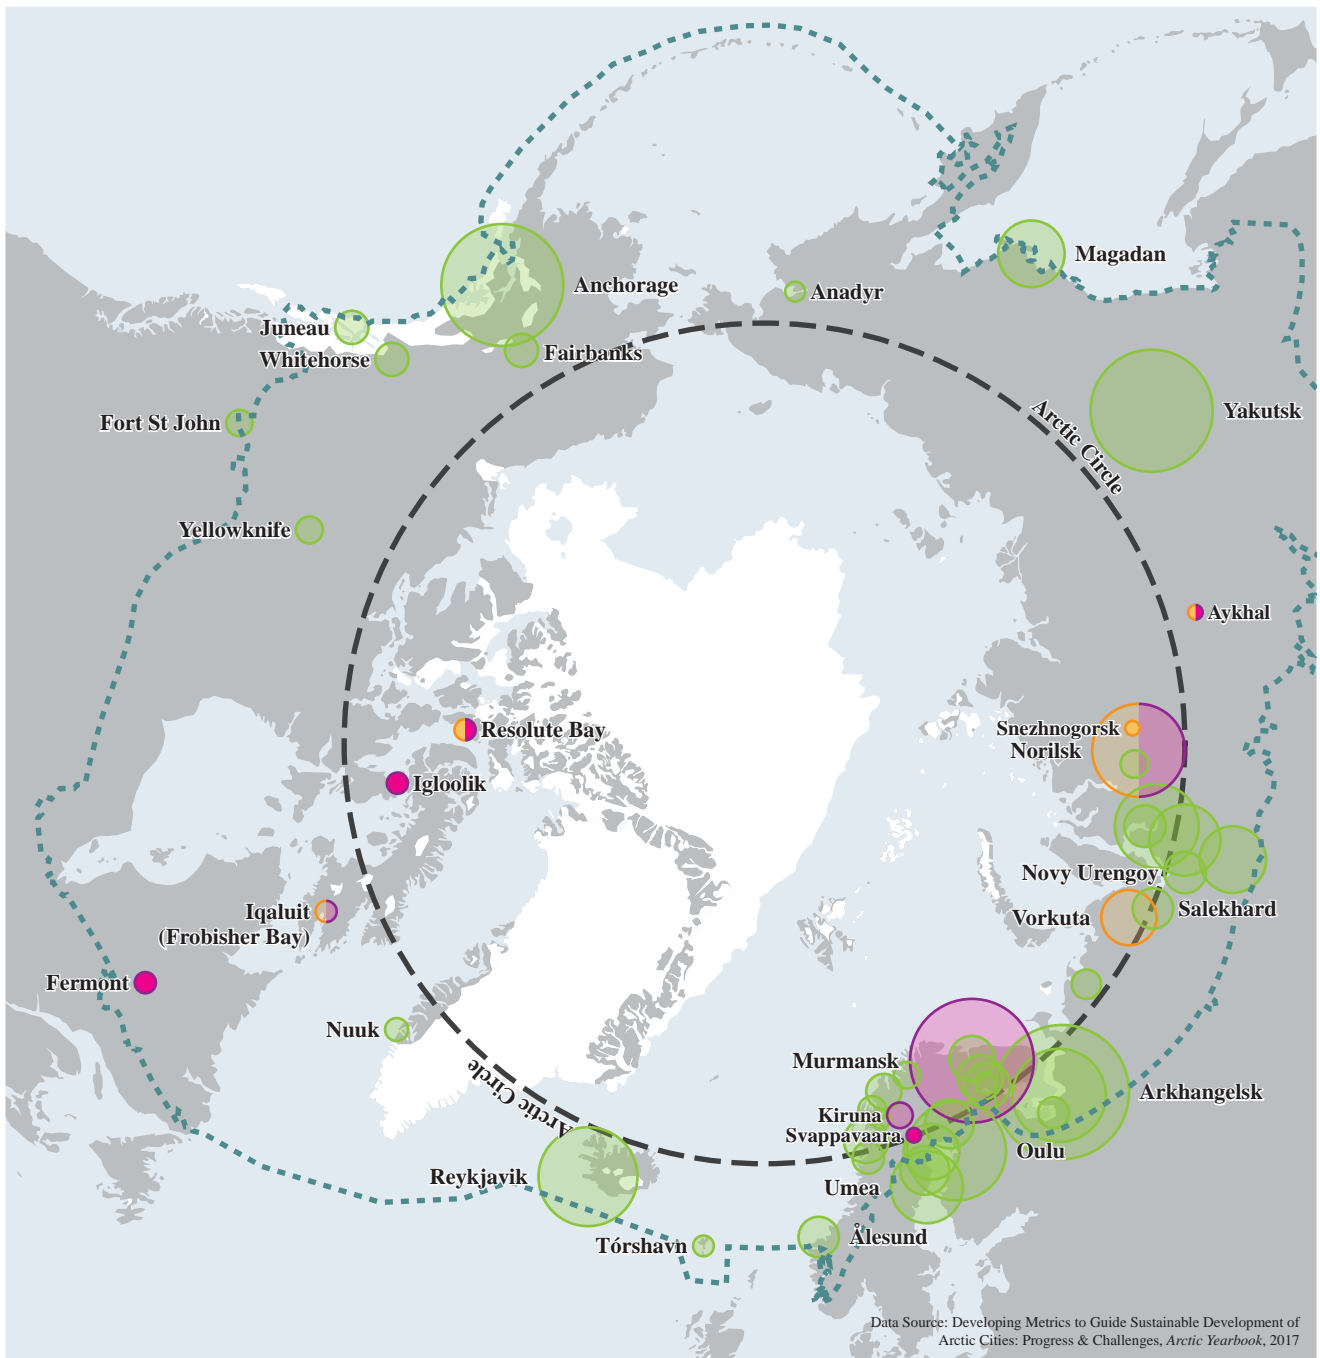 Magadan
Anchorage
Anadyr
Juneau
Whitehorse
Fairbanks
Fort St John
Arctic Circle
Yakutsk
Yellowknife
Aykhal
Resolute Bay
Snezhnogorsk
Norilsk
Igloolik
Novy Urengoy
Iqaluit
(Frobisher Bay)
Vorkuta
Salekhard
Fermont
Nuuk
Murmansk
Arctic Circle
Arkhangelsk
Kiruna
Svappavaara
Oulu
Reykjavik
Umea
Ålesund
Tórshavn
Data Source: Developing Metrics to Guide Sustainable Development of
Arctic Cities: Progress & Challenges, Arctic Yearbook, 2017